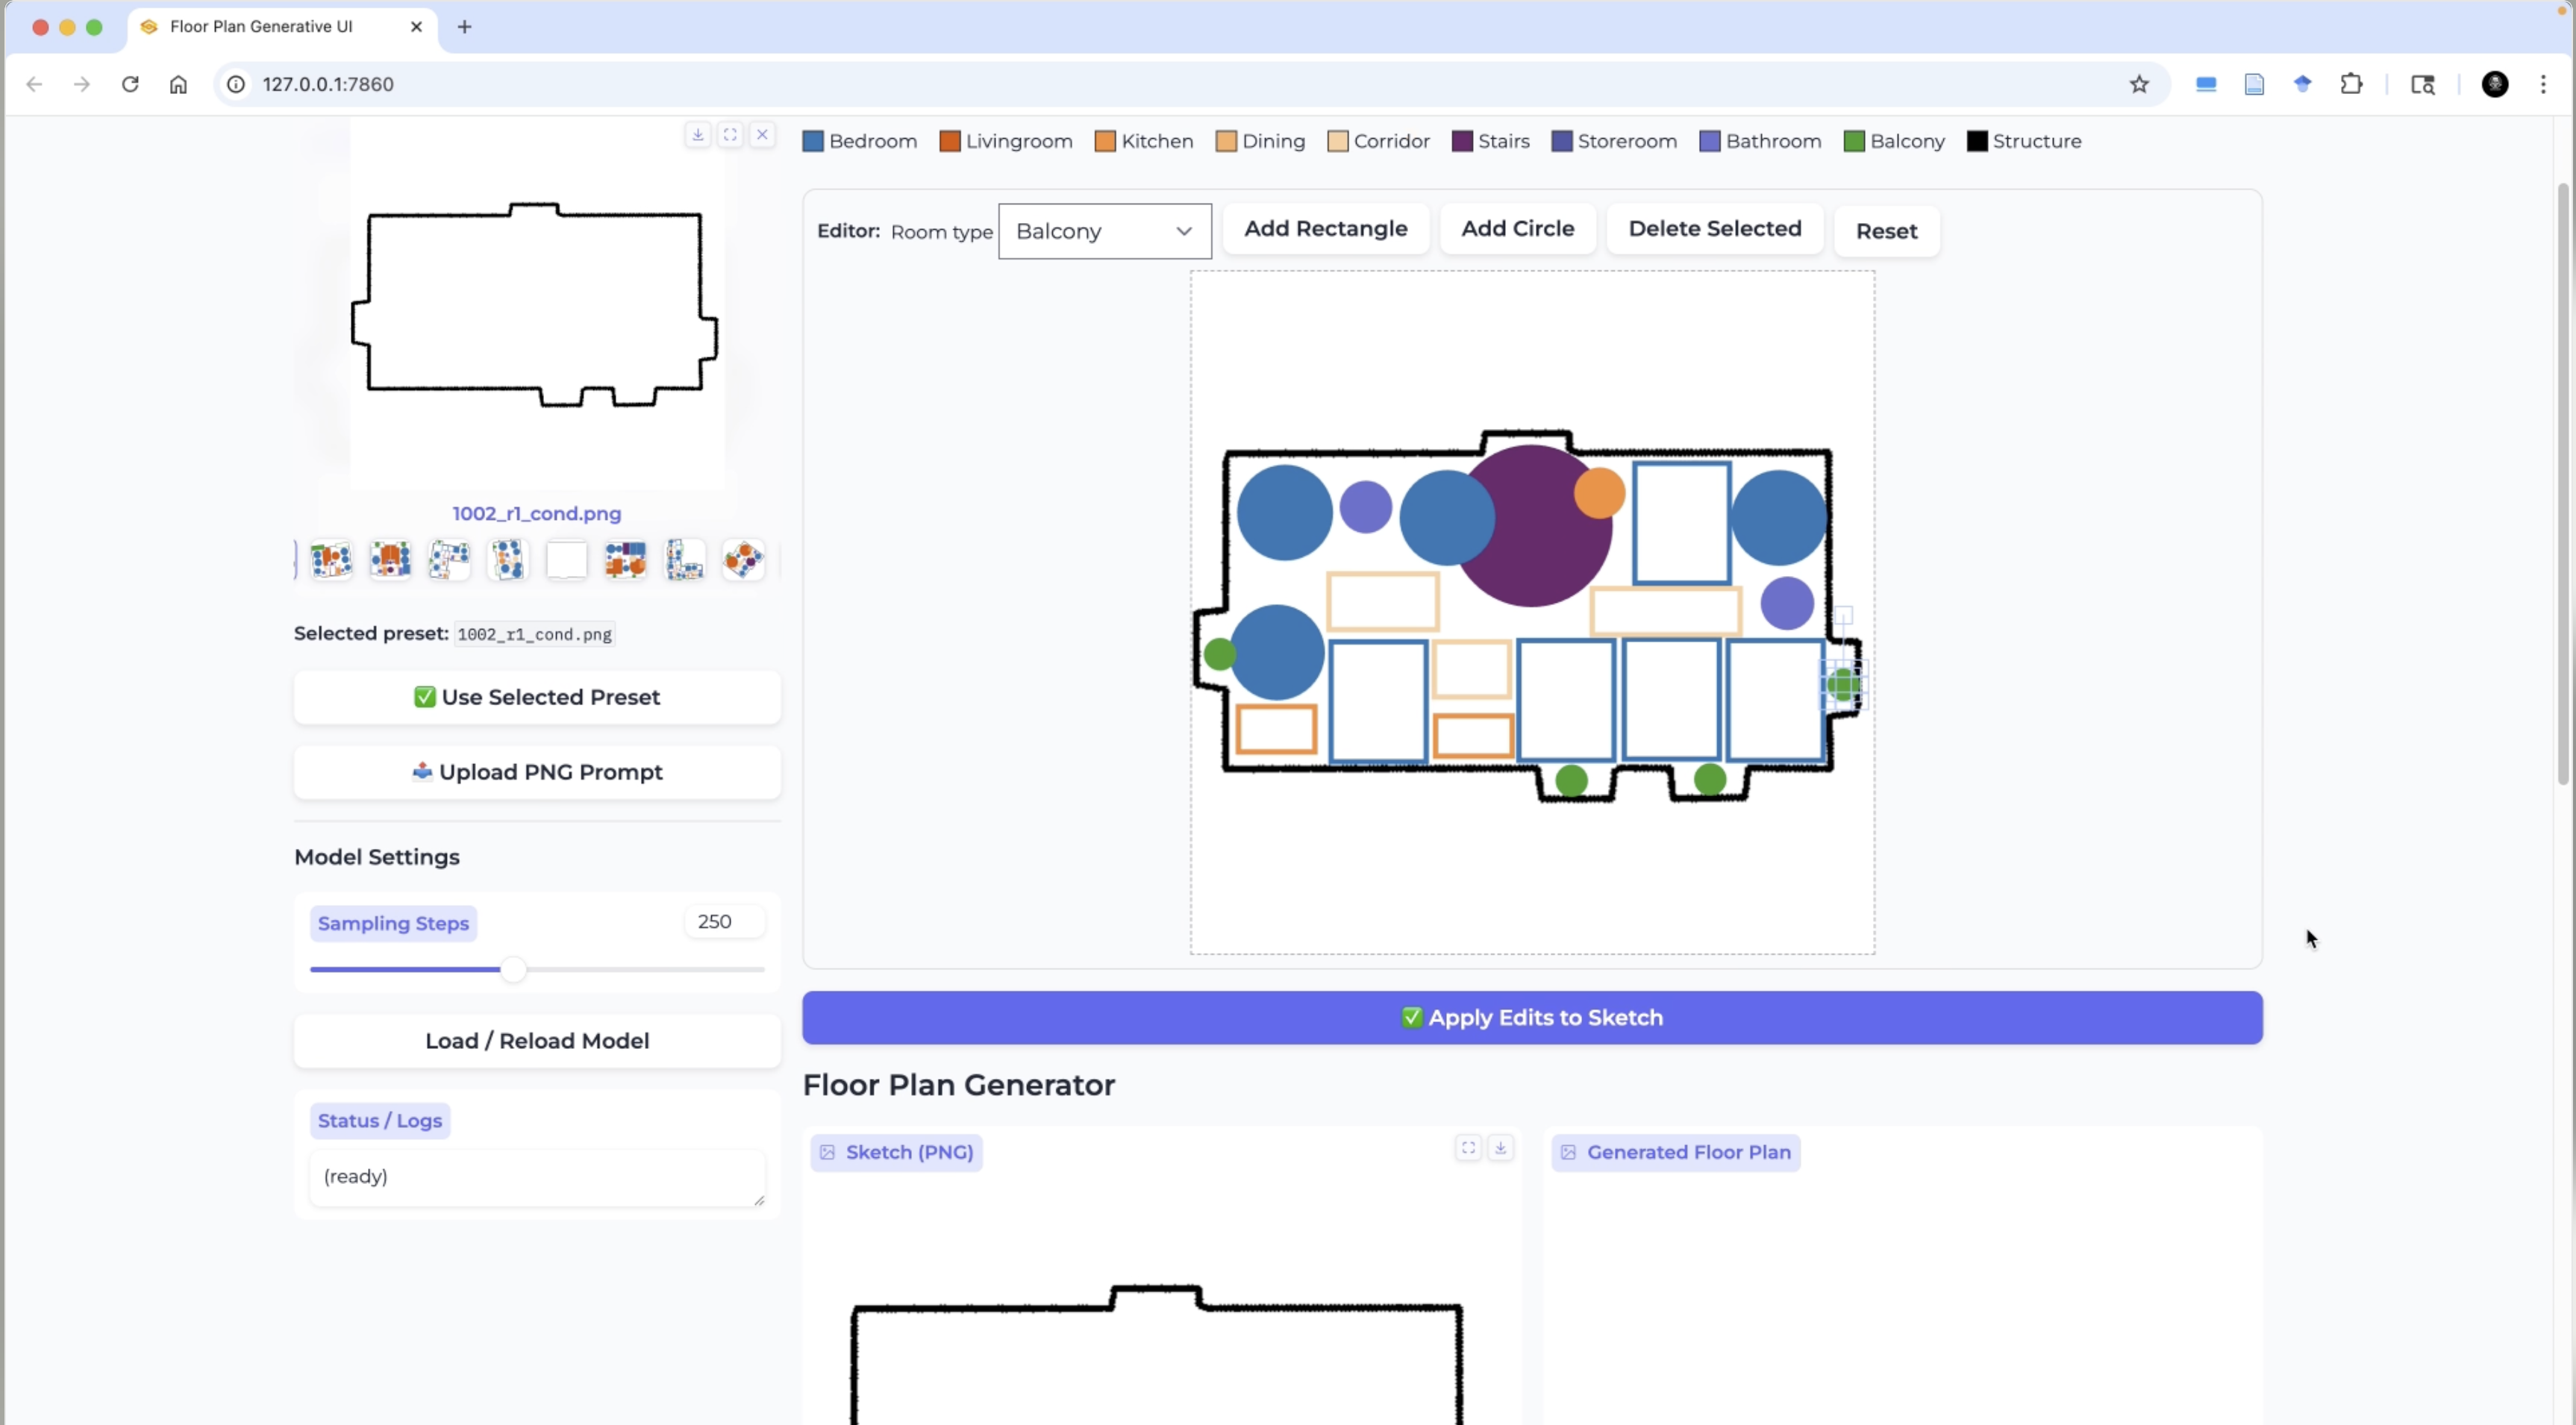 Floor Plan Generative UI
127.0.0.1:7860
Bedroom Livingroom Kitchen Dining Corridor Stairs Storeroom Bathroom Balcony Structure
Editor: Room type Balcony Add Rectangle Add Circle Delete Selected Reset
1002_r1_cond.png
Selected preset: 1002_r1_cond.png
Use Selected Preset
Upload PNG Prompt
Model Settings
Sampling Steps 250
Load / Reload Model
Status / Logs
(ready)
Apply Edits to Sketch
Floor Plan Generator
Sketch (PNG)
Generated Floor Plan